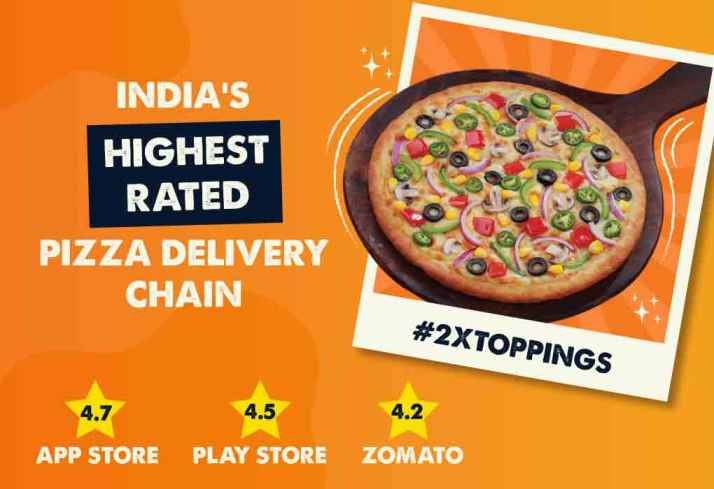 INDIA'S
HIGHEST
RATED
PIZZA DELIVERY
CHAIN
#2XTOPPINGS
4.7
4.5
4.2
APP STORE
PLAY STORE
ZOMATO